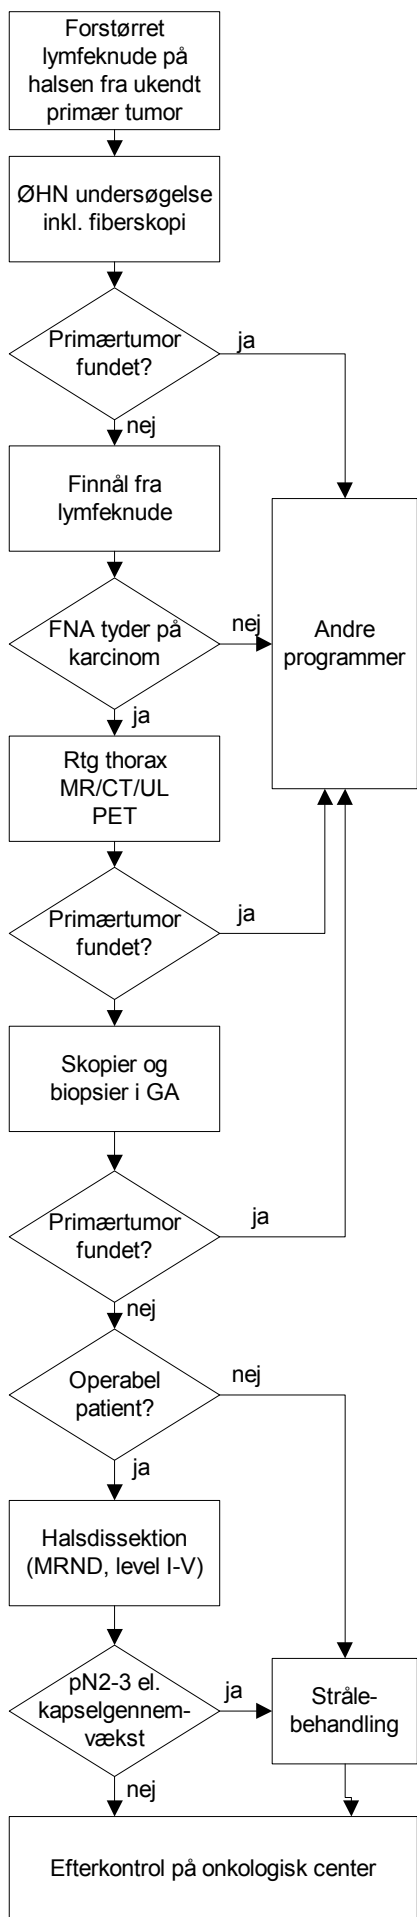 Forstørret
lymfeknude på
halsen fra ukendt
primær tumor
ØHN undersøgelse
inkl. fiberskopi
Primærtumor
fundet?
ja
nej
Finnål fra
lymfeknude
FNA tyder på
karcinom
nej
Andre
programmer
ja
Rtg thorax
MR/CT/UL
PET
Primærtumor
fundet?
ja
Skopier og
biopsier i GA
Primærtumor
fundet?
ja
nej
Operabel
patient?
nej
ja
Halsdissektion
(MRND, level I-V)
pN2-3 el.
kapselgennem-
vækst
ja
Stråle-
behandling
nej
Efterkontrol på onkologisk center